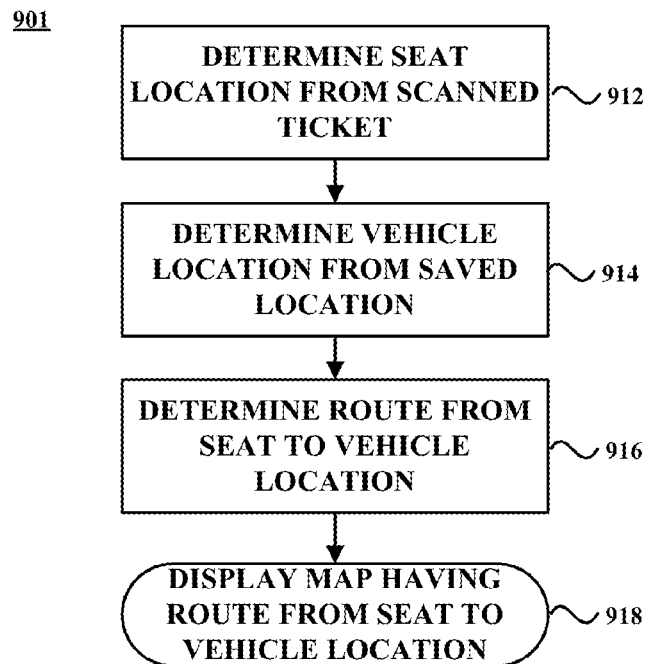 901
DETERMINE SEAT
LOCATION FROM SCANNED
TICKET
912
DETERMINE VEHICLE
LOCATION FROM SAVED
LOCATION
914
DETERMINE ROUTE FROM
SEAT TO VEHICLE
LOCATION
916
DISPLAY MAP HAVING
ROUTE FROM SEAT TO
VEHICLE LOCATION
918